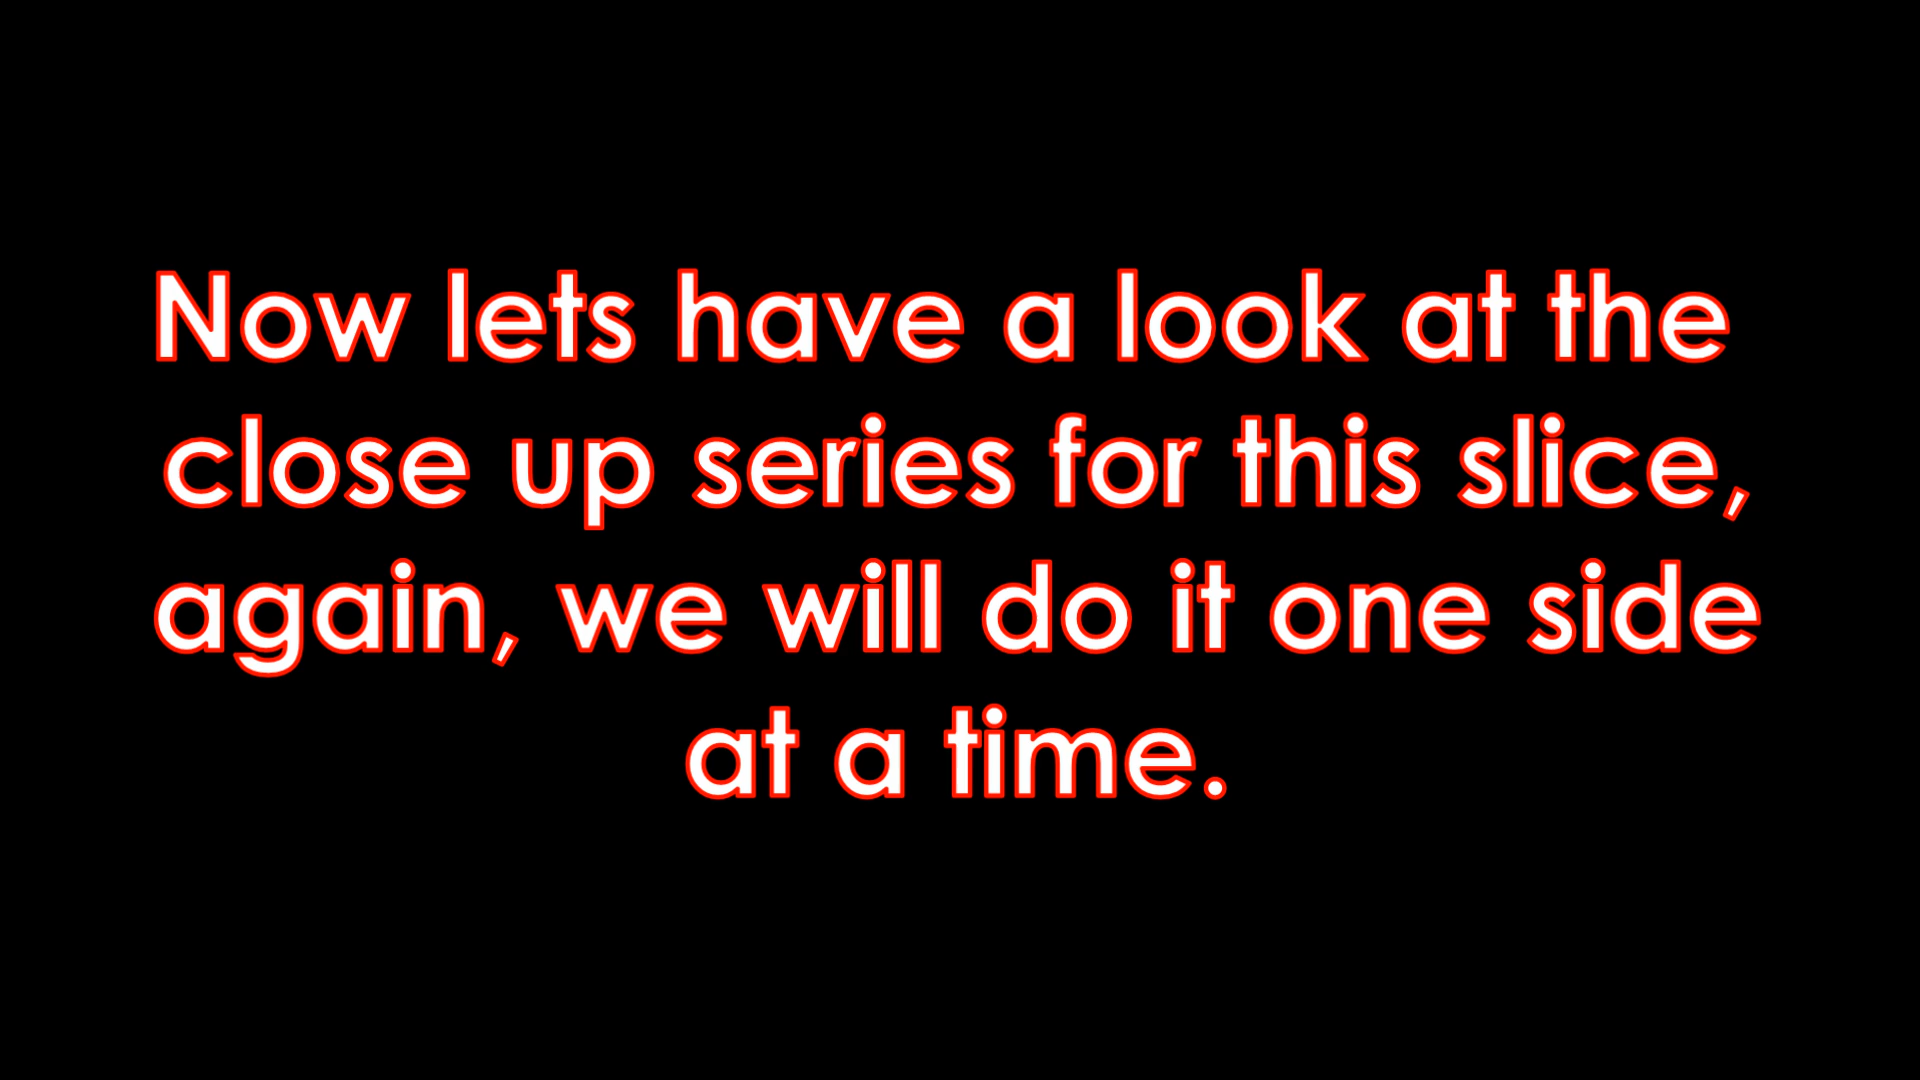 Now lets have a look at the
close up series for this slice,
again, we will do it one side
at a time.